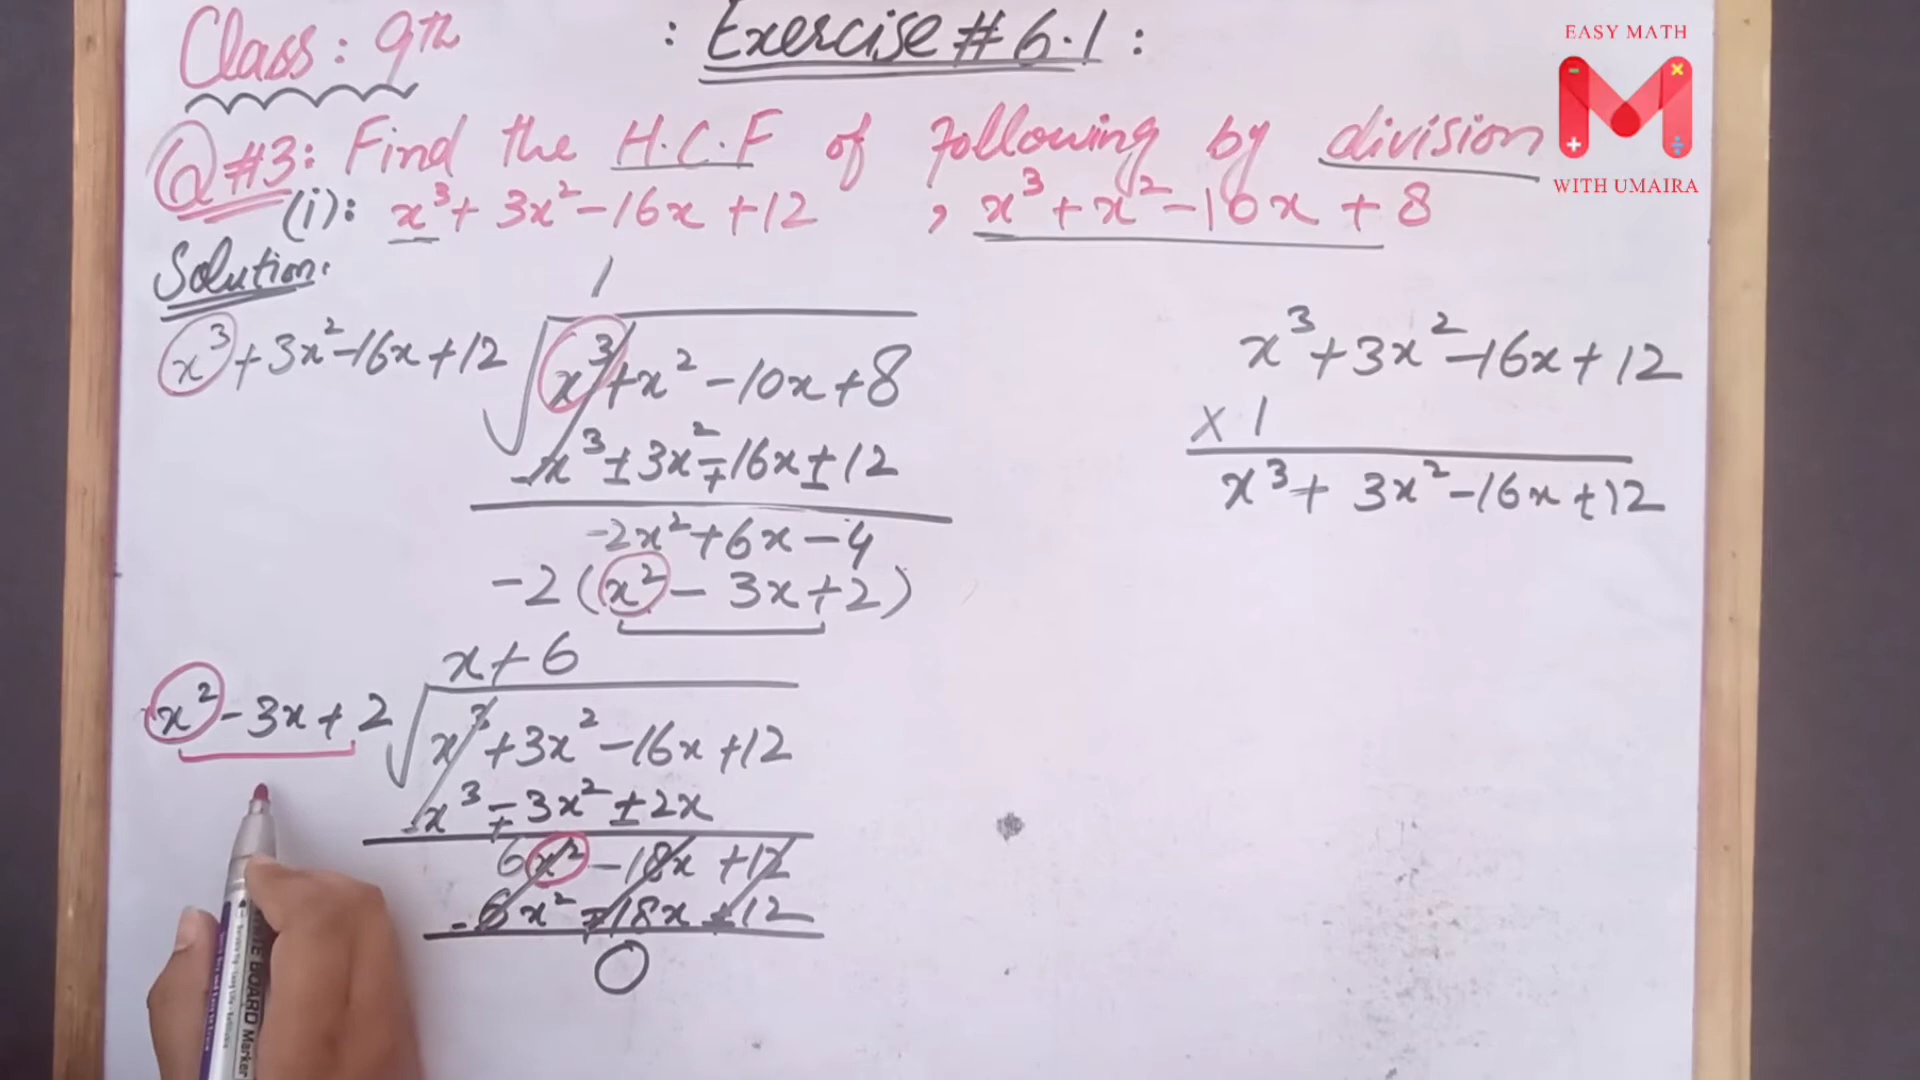 Class: 9th
: Exercise # 6.1 :
EASY MATH
WITH UMAIRA
Q#3: Find the H.C.F of following by division
(i): x³ + 3x² - 16x + 12 , x³ + x² - 10x + 8
Solution:
1
x³ + 3x² - 16x + 12 √ x³ + x² - 10x + 8
- x³ ± 3x² ∓ 16x ± 12
-2x² + 6x - 4
-2 (x² - 3x + 2)
x + 6
x² - 3x + 2 √ x³ + 3x² - 16x + 12
- x³ ∓ 3x² ± 2x
6x² - 18x + 12
- 6x² ∓ 18x ± 12
0
x³ + 3x² - 16x + 12
× 1
x³ + 3x² - 16x + 12
WHITE BOARD Marker